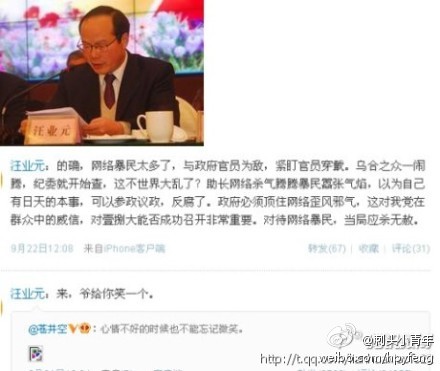 汪业元
汪业元：的确，网络暴民太多了，与政府官员为敌，紧盯官员穿戴。乌合之众一闹
腾，纪委就开始查，这不世界大乱了？助长网络杀气腾腾暴民嚣张气焰，以为自己
有日天的本事，可以参政议政，反腐了。政府必须顶住网络歪风邪气，这对我党在
群众中的威信，对壹捌大能否成功召开非常重要。对待网络暴民，当局应杀无赦。
9月22日12:08 来自iPhone客户端 转发(67) | 收藏 | 评论(31)
汪业元：来，爷给你笑一个。
@苍井空：心情不好的时候也不能忘记微笑。
@刺头小青年
http://t.qq
weibo.com/hpyfeng